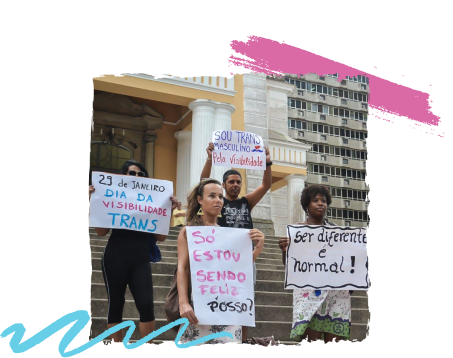 SOU TRANS
MASCULINO
Pela Visibilidade
29 de JANEIRO
DIA DA
VISIBILIDADE
TRANS
SÓ
ESTOU
SENDO
FELIZ
POSSO?
Ser diferente
é
normal!